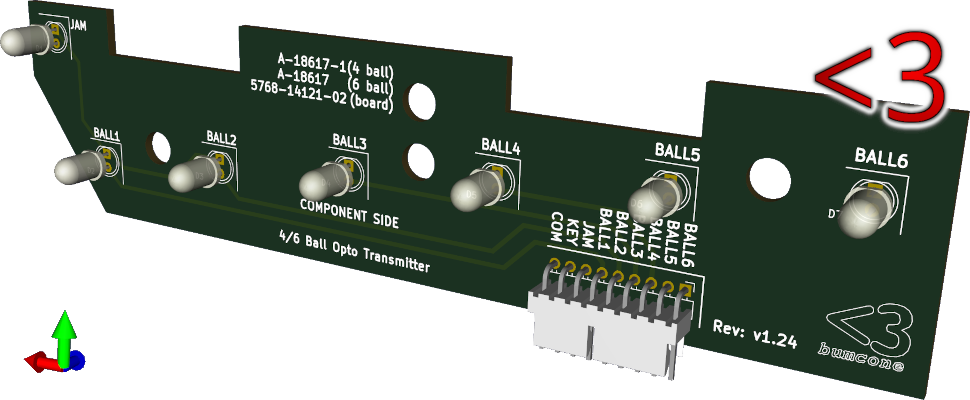 <3
JAM
A-18617-1(4 ball)
A-18617 (6 ball)
5768-14121-02(board)
BALL1
BALL2
BALL3
BALL4
BALL5
BALL6
COMPONENT SIDE
4/6 Ball Opto Transmitter
COM
KEY
JAM
BALL1
BALL2
BALL3
BALL4
BALL5
BALL6
Rev: v1.24
<3
bumcone